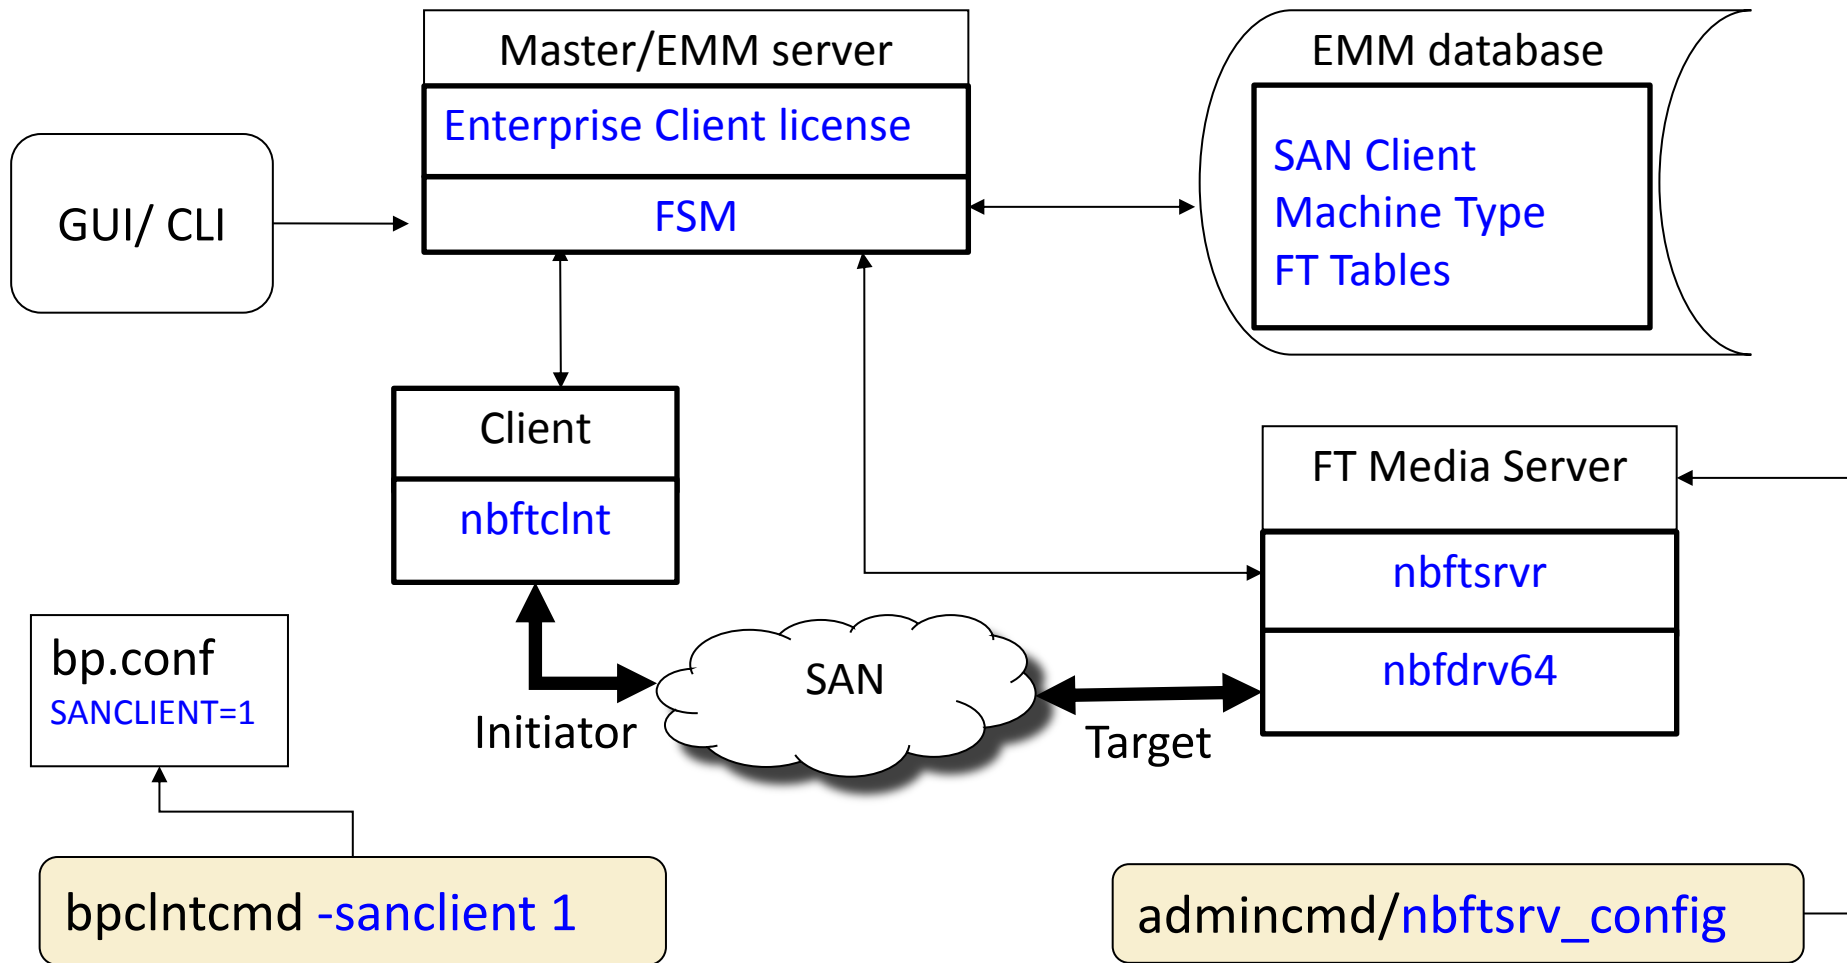 Master/EMM server
Enterprise Client license
FSM
EMM database
SAN Client
Machine Type
FT Tables
GUI/ CLI
Client
nbftclnt
FT Media Server
nbftsrvr
nbfdrv64
bp.conf
SANCLIENT=1
SAN
Initiator
Target
bpclntcmd -sanclient 1
admincmd/nbftsrv_config